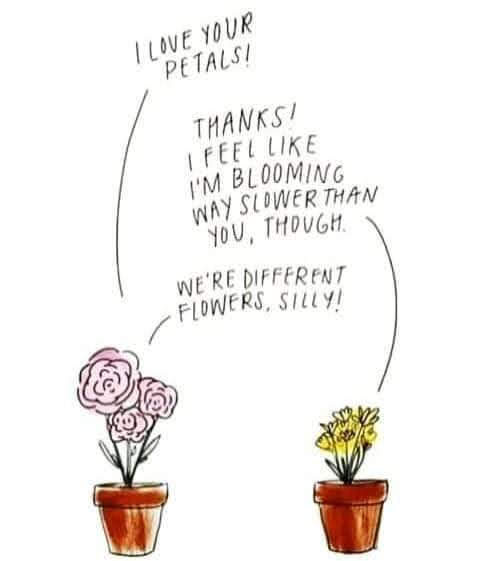 I LOVE YOUR
PETALS!
THANKS!
I FEEL LIKE
I'M BLOOMING
WAY SLOWER THAN
YOU, THOUGH.
WE'RE DIFFERENT
FLOWERS, SILLY!